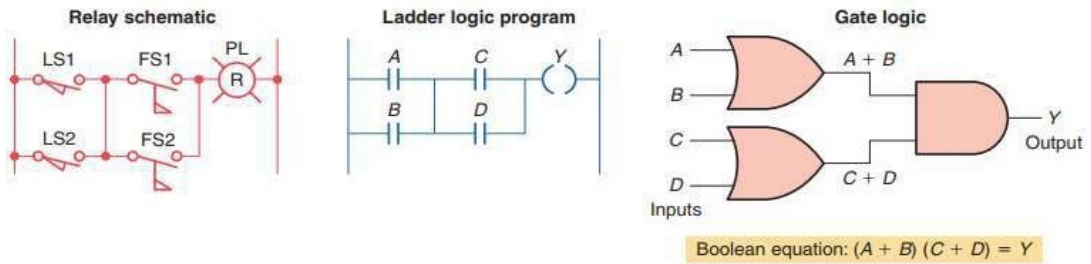 Relay schematic
LS1 FS1 PL
R
LS2 FS2
Ladder logic program
A C Y
B D
Gate logic
A
A + B
B
Y
Output
C
C + D
D
Inputs
Boolean equation: (A + B) (C + D) = Y